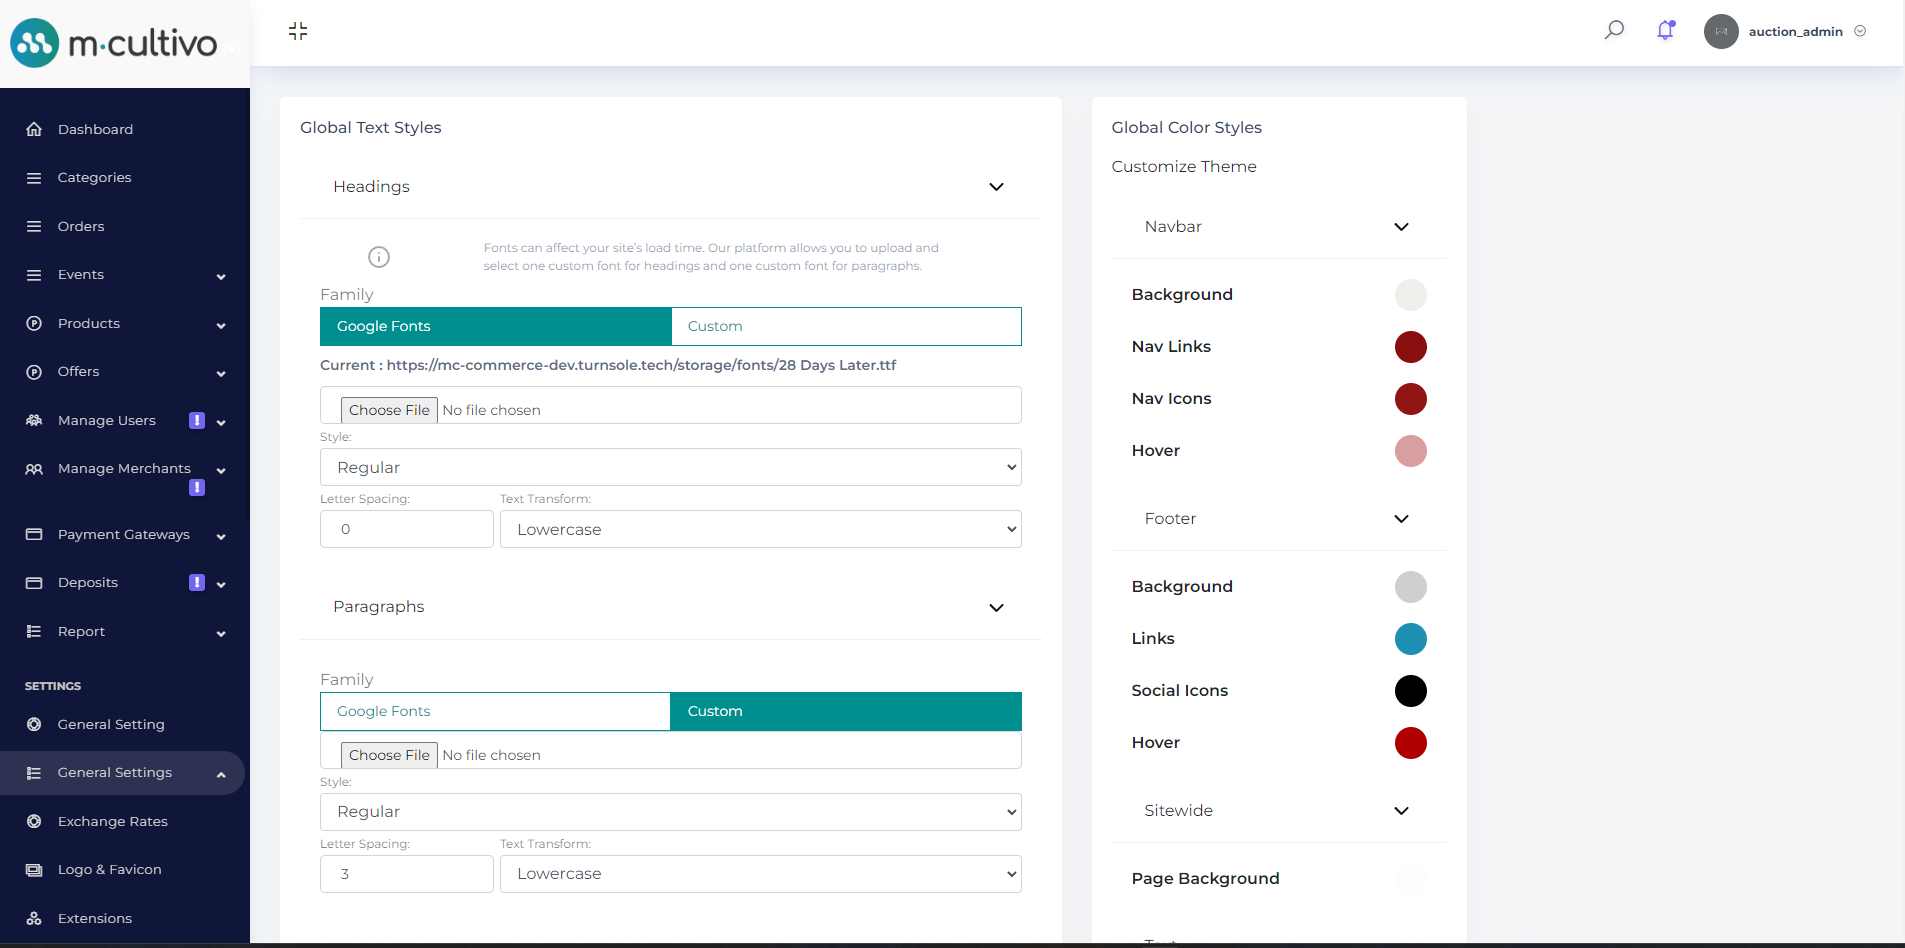 m·cultivo
auction_admin
Dashboard
Categories
Orders
Events
Products
Offers
Manage Users !
Manage Merchants
!
Payment Gateways
Deposits !
Report
SETTINGS
General Setting
General Settings
Exchange Rates
Logo & Favicon
Extensions
Global Text Styles
Headings
Fonts can affect your site's load time. Our platform allows you to upload and
select one custom font for headings and one custom font for paragraphs.
Family
Google Fonts Custom
Current : https://mc-commerce-dev.turnsole.tech/storage/fonts/28 Days Later.ttf
Choose File No file chosen
Style:
Regular
Letter Spacing: Text Transform:
0 Lowercase
Paragraphs
Family
Google Fonts Custom
Choose File No file chosen
Style:
Regular
Letter Spacing: Text Transform:
3 Lowercase
Global Color Styles
Customize Theme
Navbar
Background
Nav Links
Nav Icons
Hover
Footer
Background
Links
Social Icons
Hover
Sitewide
Page Background